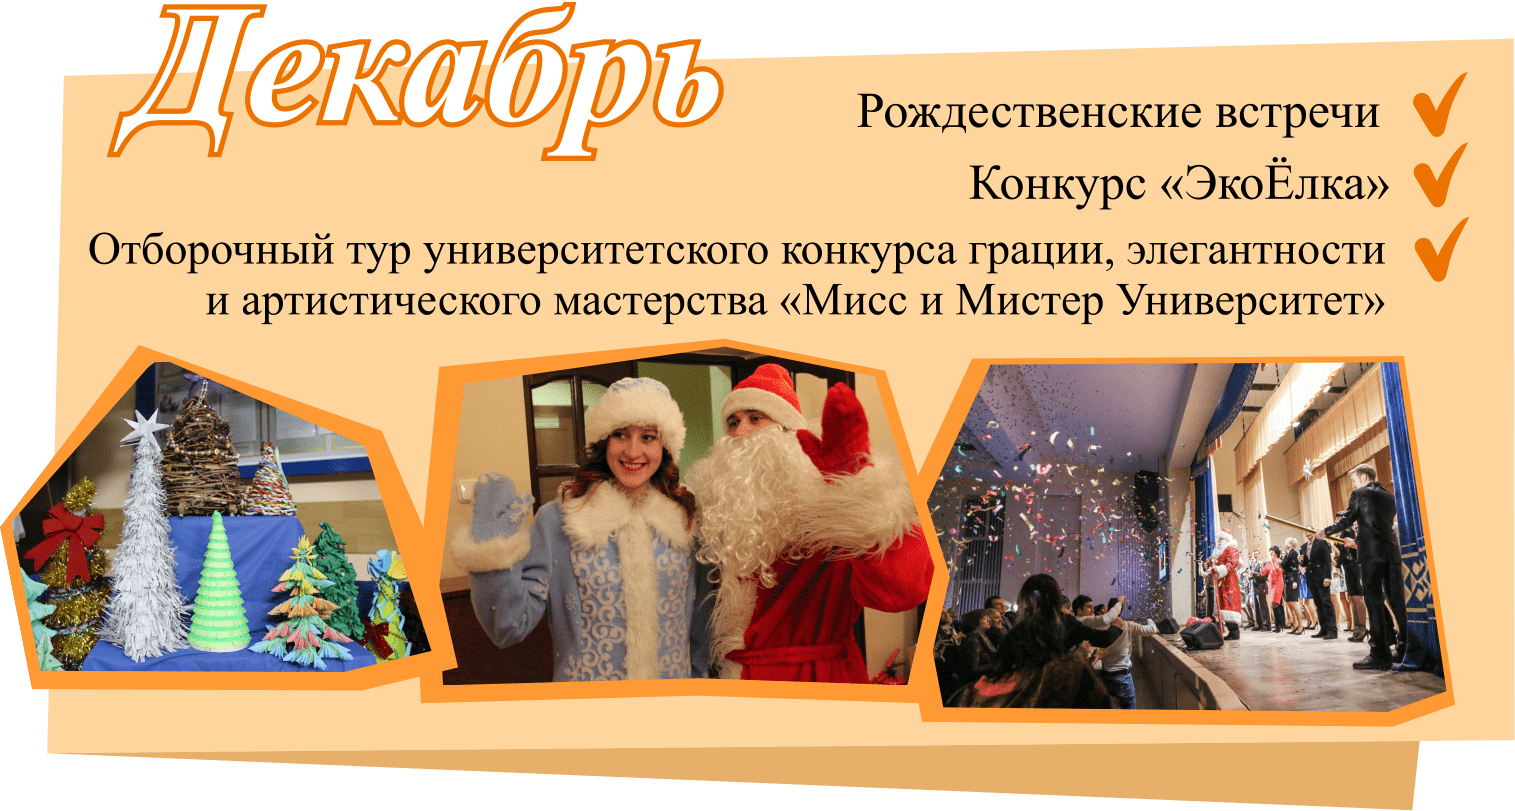 Декабрь
Рождественские встречи
Конкурс «ЭкоЁлка»
Отборочный тур университетского конкурса грации, элегантности
и артистического мастерства «Мисс и Мистер Университет»